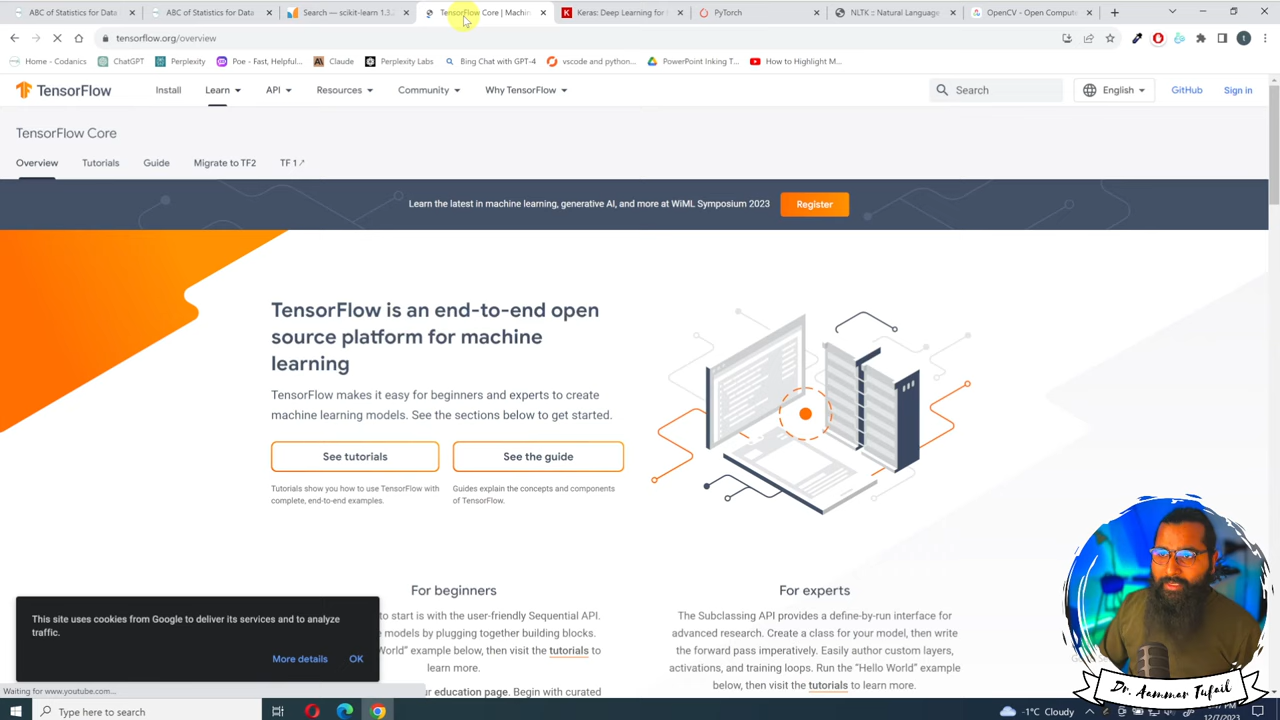 ABC of Statistics for Data
ABC of Statistics for Data
Search — scikit-learn 1.3.
TensorFlow Core | Machin
Keras: Deep Learning for
PyTorch
NLTK :: Natural Language
OpenCV - Open Compute
tensorflow.org/overview
Home - Codanics
ChatGPT
Perplexity
Poe - Fast, Helpful...
Claude
Perplexity Labs
Bing Chat with GPT-4
vscode and python...
PowerPoint Inking T...
How to Highlight M...
TensorFlow
Install
Learn
API
Resources
Community
Why TensorFlow
Search
English
GitHub
Sign in
TensorFlow Core
Overview
Tutorials
Guide
Migrate to TF2
TF 1
Learn the latest in machine learning, generative AI, and more at WiML Symposium 2023
Register
TensorFlow is an end-to-end open
source platform for machine
learning
TensorFlow makes it easy for beginners and experts to create
machine learning models. See the sections below to get started.
See tutorials
See the guide
Tutorials show you how to use TensorFlow with
complete, end-to-end examples.
Guides explain the concepts and components
of TensorFlow.
For beginners
to start is with the user-friendly Sequential API.
models by plugging together building blocks.
World” example below, then visit the tutorials to
learn more.
education page. Begin with curated
For experts
The Subclassing API provides a define-by-run interface for
advanced research. Create a class for your model, then write
the forward pass imperatively. Easily author custom layers,
activations, and training loops. Run the “Hello World” example
below, then visit the tutorials to learn more.
This site uses cookies from Google to deliver its services and to analyze
traffic.
More details
OK
Waiting for www.youtube.com...
Type here to search
-1°C Cloudy
12/7/2023
Dr. Aammar Tufail